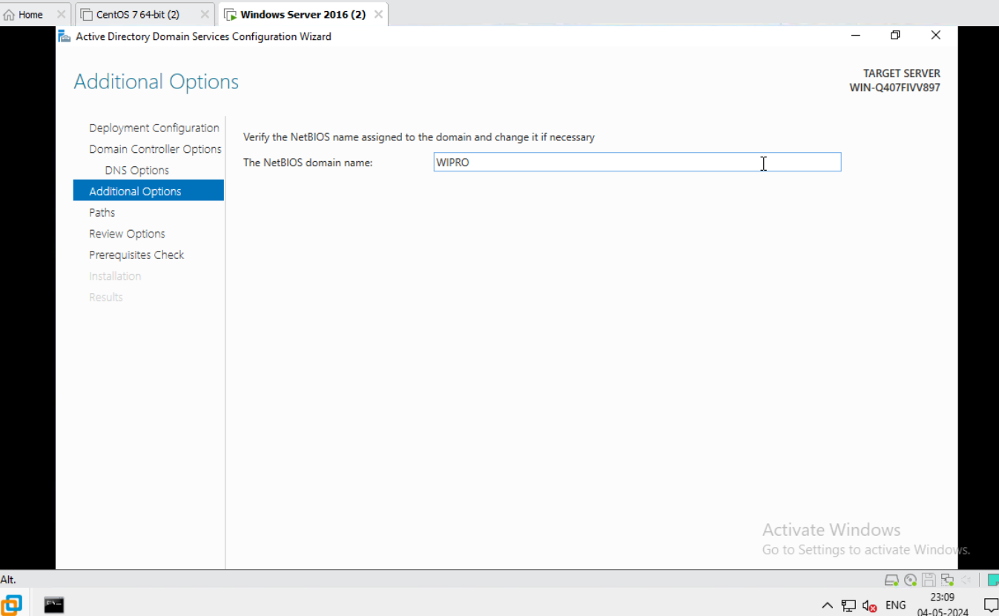 Home
CentOS 7 64-bit (2)
Windows Server 2016 (2)
Active Directory Domain Services Configuration Wizard
Additional Options
TARGET SERVER
WIN-Q407FIVV897
Deployment Configuration
Domain Controller Options
DNS Options
Additional Options
Paths
Review Options
Prerequisites Check
Installation
Results
Verify the NetBIOS name assigned to the domain and change it if necessary
The NetBIOS domain name: WIPRO
Activate Windows
Go to Settings to activate Windows.
Alt.
ENG
23:09
04-05-2024